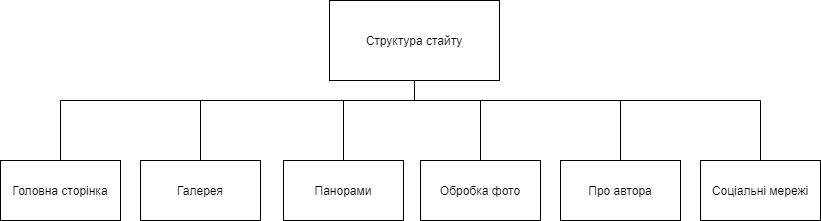 Структура стайту
Головна сторінка
Галерея
Панорами
Обробка фото
Про автора
Соціальні мережі